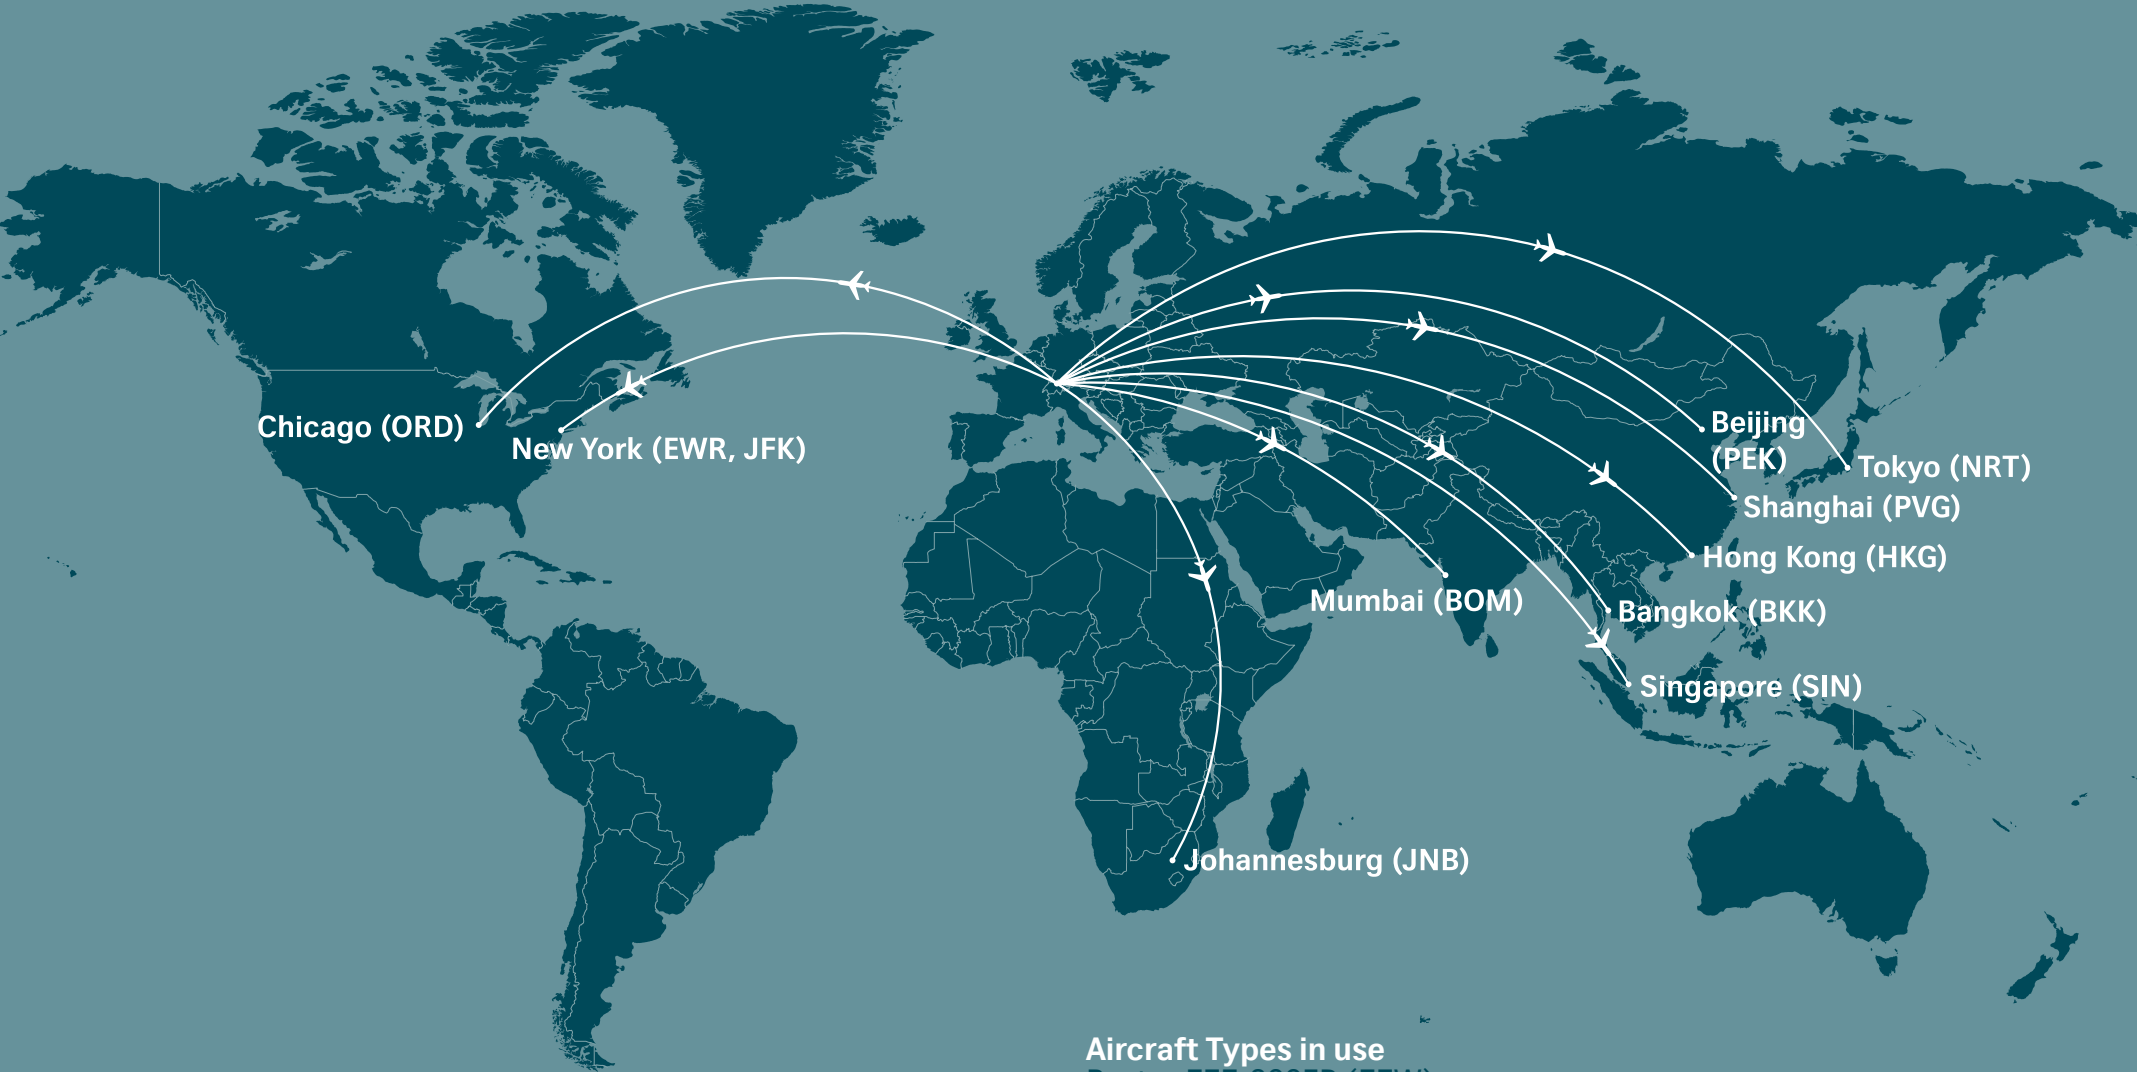 Chicago (ORD)
New York (EWR, JFK)
Beijing
(PEK)
Tokyo (NRT)
Shanghai (PVG)
Hong Kong (HKG)
Mumbai (BOM)
Bangkok (BKK)
Singapore (SIN)
Johannesburg (JNB)
Aircraft Types in use